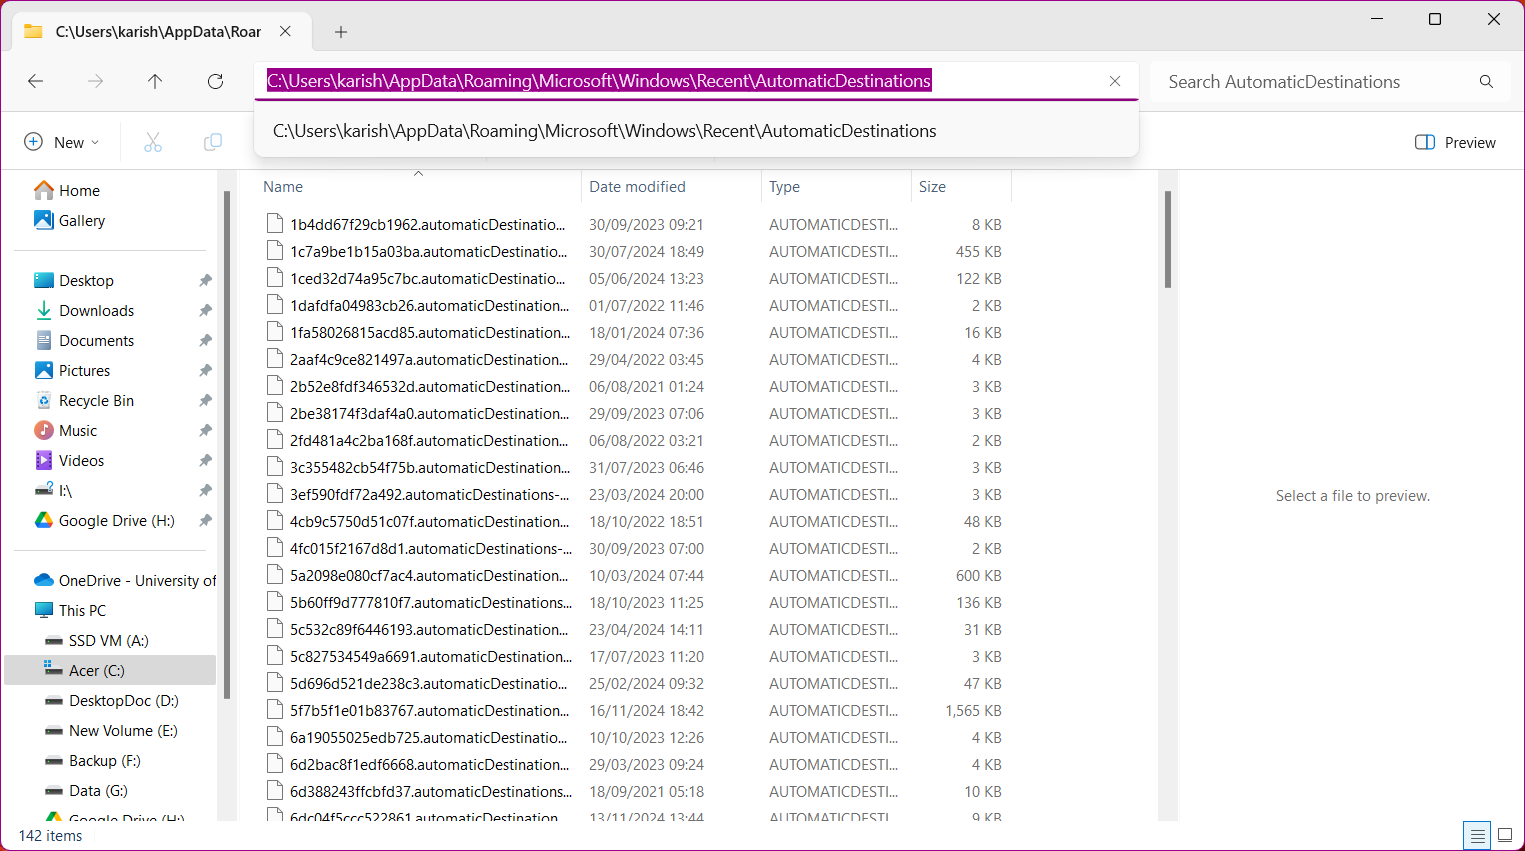 C:\Users\karish\AppData\Roar
C:\Users\karish\AppData\Roaming\Microsoft\Windows\Recent\AutomaticDestinations
Search AutomaticDestinations
C:\Users\karish\AppData\Roaming\Microsoft\Windows\Recent\AutomaticDestinations
New
Preview
Home
Gallery
Desktop
Downloads
Documents
Pictures
Recycle Bin
Music
Videos
I:\
Google Drive (H:)
OneDrive - University of
This PC
SSD VM (A:)
Acer (C:)
DesktopDoc (D:)
New Volume (E:)
Backup (F:)
Data (G:)
Google Drive (H:)
Name Date modified Type Size
1b4dd67f29cb1962.automaticDestinatio... 30/09/2023 09:21 AUTOMATICDESTI... 8 KB
1c7a9be1b15a03ba.automaticDestination... 30/07/2024 18:49 AUTOMATICDESTI... 455 KB
1ced32d74a95c7bc.automaticDestinatio... 05/06/2024 13:23 AUTOMATICDESTI... 122 KB
1dafdfa04983cb26.automaticDestination... 01/07/2022 11:46 AUTOMATICDESTI... 2 KB
1fa58026815acd85.automaticDestination... 18/01/2024 07:36 AUTOMATICDESTI... 16 KB
2aaf4c9ce821497a.automaticDestination... 29/04/2022 03:45 AUTOMATICDESTI... 4 KB
2b52e8fdf346532d.automaticDestination... 06/08/2021 01:24 AUTOMATICDESTI... 3 KB
2be38174f3daf4a0.automaticDestination... 29/09/2023 07:06 AUTOMATICDESTI... 3 KB
2fd481a4c2ba168f.automaticDestination... 06/08/2022 03:21 AUTOMATICDESTI... 2 KB
3c355482cb54f75b.automaticDestination... 31/07/2023 06:46 AUTOMATICDESTI... 3 KB
3ef590fdf72a492.automaticDestinations-... 23/03/2024 20:00 AUTOMATICDESTI... 3 KB
4cb9c5750d51c07f.automaticDestination... 18/10/2022 18:51 AUTOMATICDESTI... 48 KB
4fc015f2167d8d1.automaticDestinations-... 30/09/2023 07:00 AUTOMATICDESTI... 2 KB
5a2098e080cf7ac4.automaticDestination... 10/03/2024 07:44 AUTOMATICDESTI... 600 KB
5b60ff9d777810f7.automaticDestinations... 18/10/2023 11:25 AUTOMATICDESTI... 136 KB
5c532c89f6446193.automaticDestination... 23/04/2024 14:11 AUTOMATICDESTI... 31 KB
5c827534549a6691.automaticDestination... 17/07/2023 11:20 AUTOMATICDESTI... 3 KB
5d696d521de238c3.automaticDestinatio... 25/02/2024 09:32 AUTOMATICDESTI... 47 KB
5f7b5f1e01b83767.automaticDestination... 16/11/2024 18:42 AUTOMATICDESTI... 1,565 KB
6a19055025edb725.automaticDestinatio... 10/10/2023 12:26 AUTOMATICDESTI... 4 KB
6d2bac8f1edf6668.automaticDestination... 29/03/2023 09:24 AUTOMATICDESTI... 4 KB
6d388243ffcbfd37.automaticDestinations... 18/09/2021 05:18 AUTOMATICDESTI... 10 KB
6dc04f5ccc522861.automaticDestination... 13/11/2024 13:44 AUTOMATICDESTI... 9 KB
Select a file to preview.
142 items